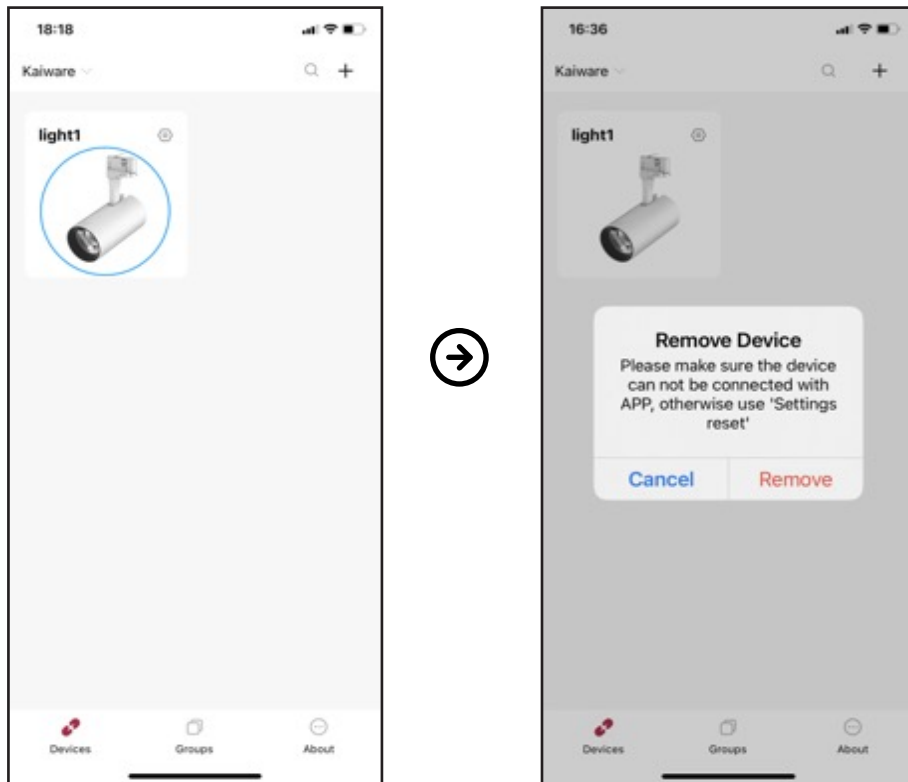 18:18
Kaiware
light1
Devices
Groups
About
16:36
Kaiware
light1
Remove Device
Please make sure the device
can not be connected with
APP, otherwise use 'Settings
reset'
Cancel
Remove
Devices
Groups
About